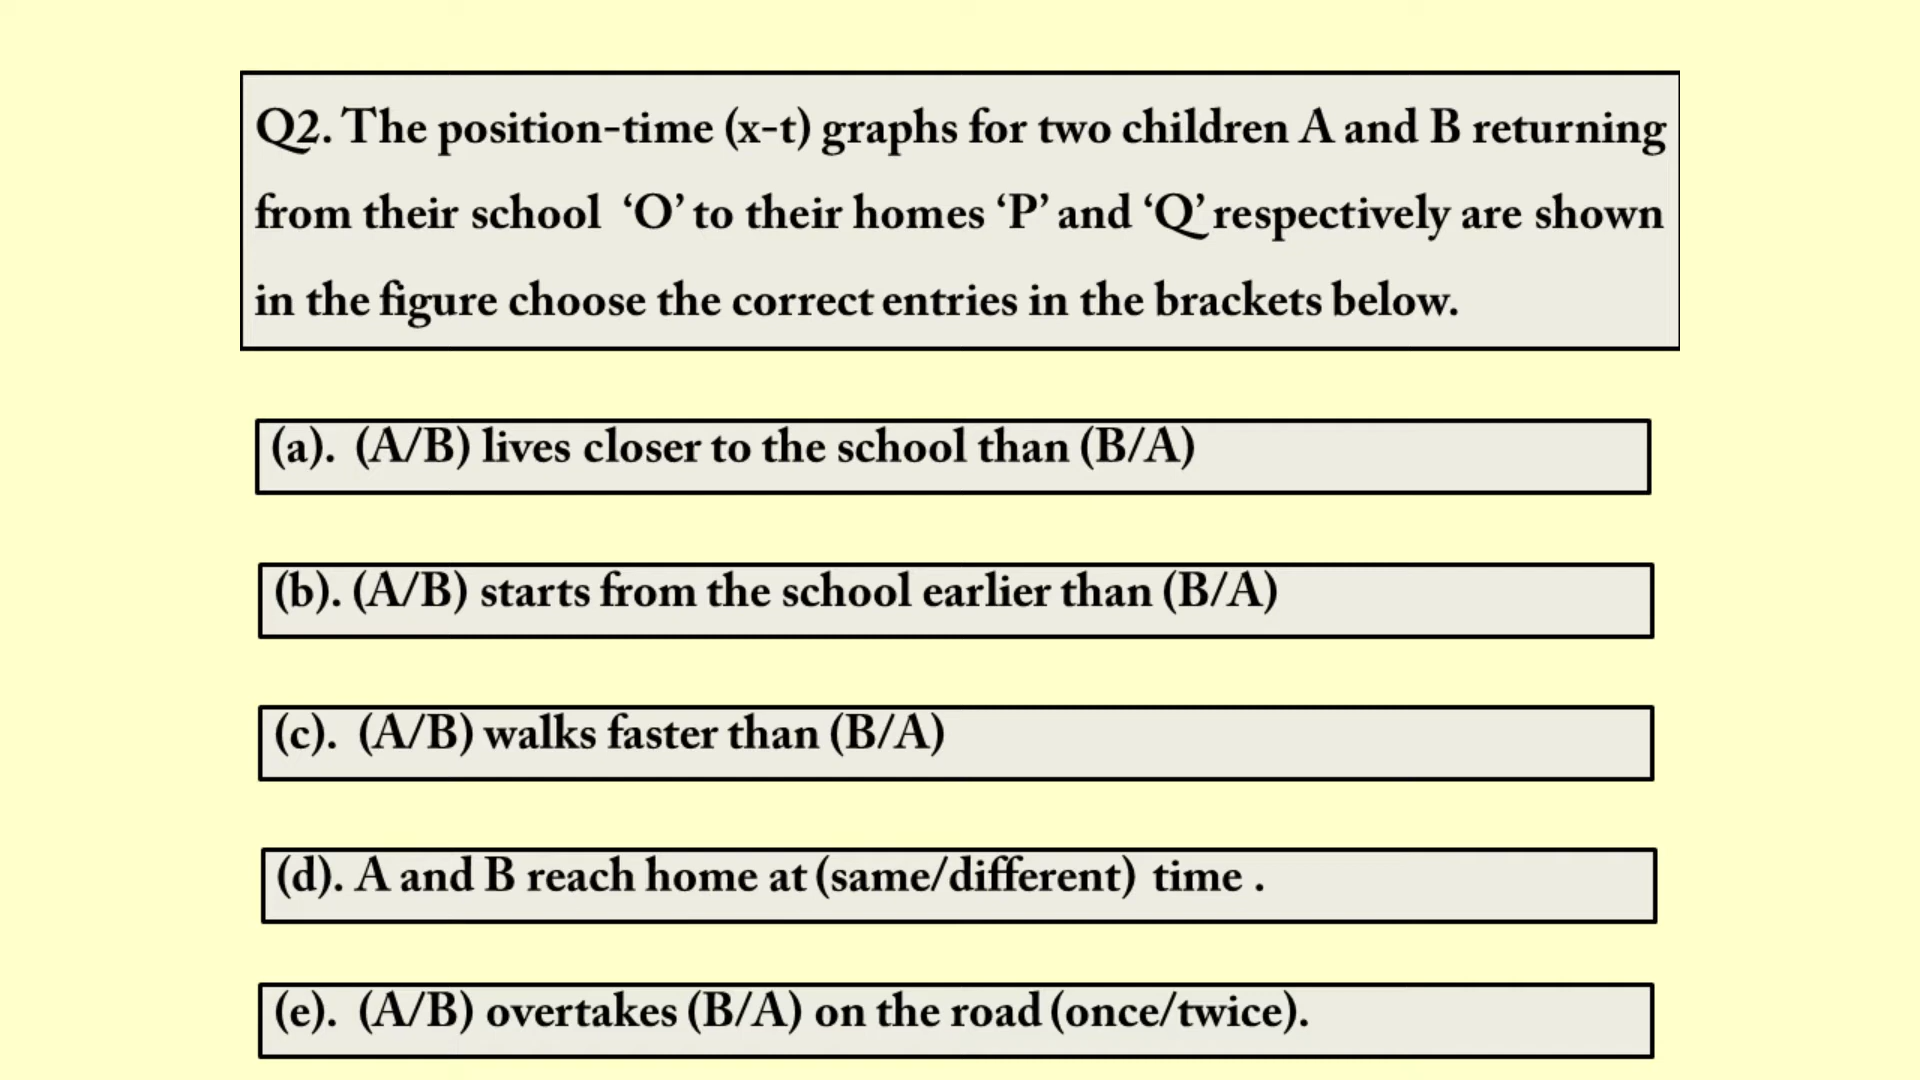 Q2. The position-time (x-t) graphs for two children A and B returning
from their school ‘O’ to their homes ‘P’ and ‘Q’ respectively are shown
in the figure choose the correct entries in the brackets below.
(a). (A/B) lives closer to the school than (B/A)
(b). (A/B) starts from the school earlier than (B/A)
(c). (A/B) walks faster than (B/A)
(d). A and B reach home at (same/different) time .
(e). (A/B) overtakes (B/A) on the road (once/twice).